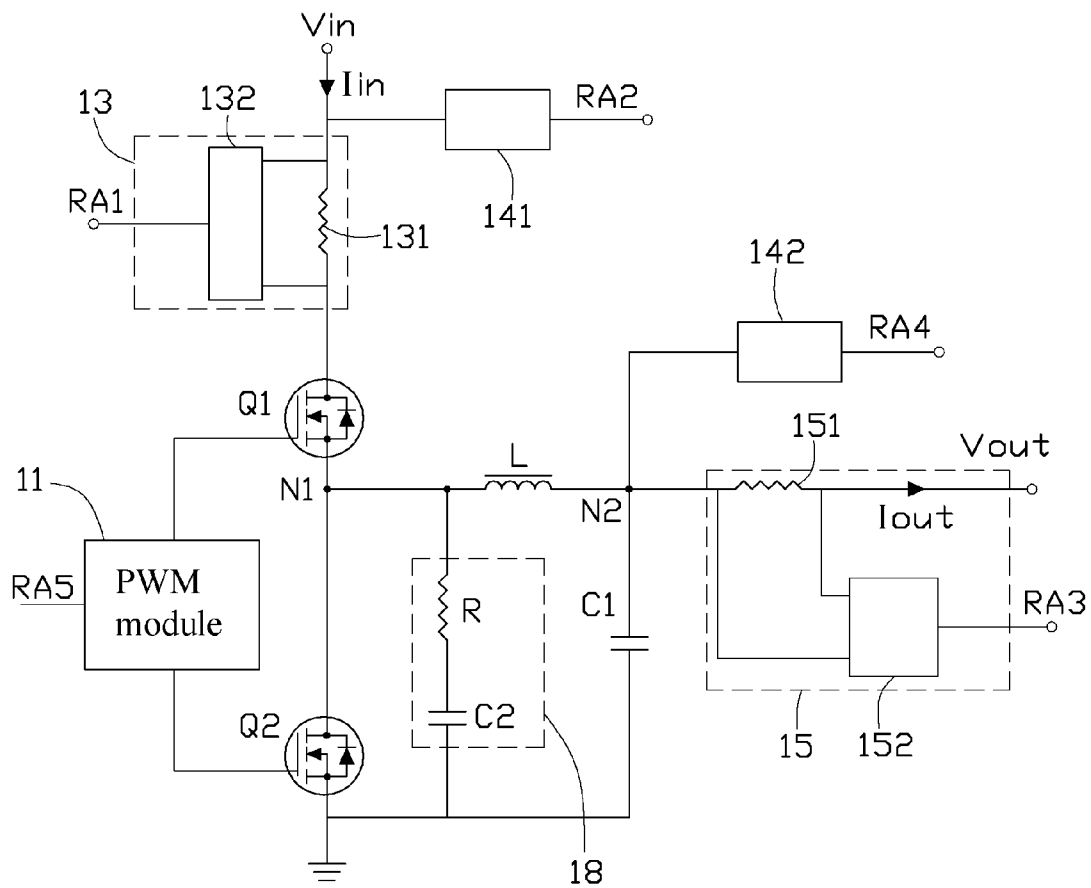 Vin
Iin
13
132
RA2
RA1
131
141
142
RA4
Q1
151
Vout
11
L
N1
N2
Iout
RA5
PWM
module
R
C1
RA3
Q2
C2
15
152
18